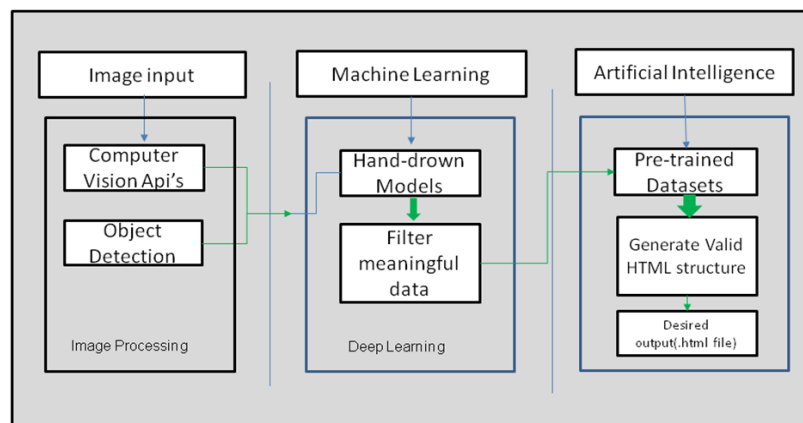 Image input
Computer
Vision Api's
Object
Detection
Image Processing
Machine Learning
Hand-drown
Models
Filter
meaningful
data
Deep Learning
Artificial Intelligence
Pre-trained
Datasets
Generate Valid
HTML structure
Desired
output(.html file)